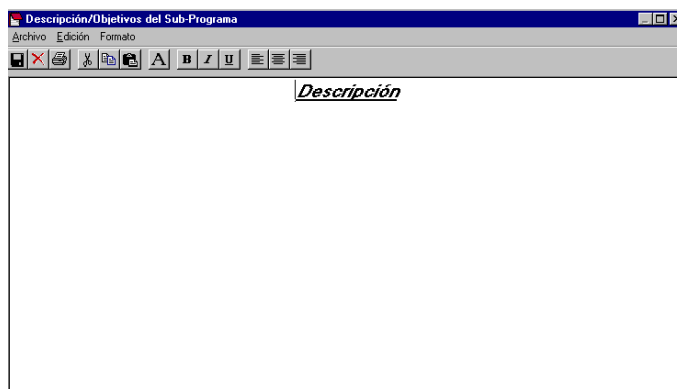 Descripción/Objetivos del Sub-Programa
Archivo Edición Formato
A B I U
Descripción